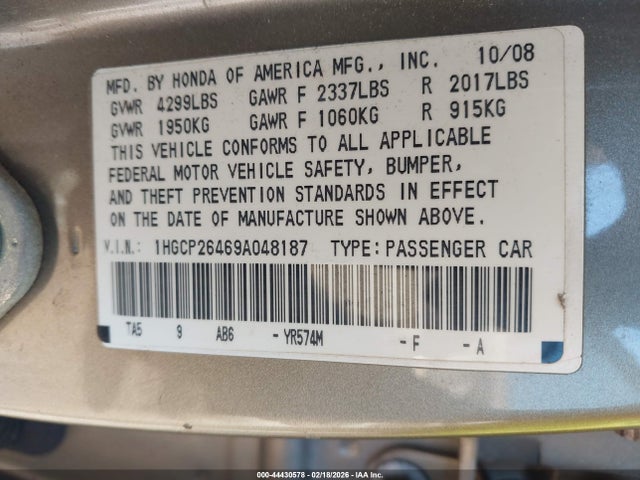 MFD. BY HONDA OF AMERICA MFG., INC. 10/08
GVWR 4299LBS GAWR F 2337LBS R 2017LBS
GVWR 1950KG GAWR F 1060KG R 915KG
THIS VEHICLE CONFORMS TO ALL APPLICABLE
FEDERAL MOTOR VEHICLE SAFETY, BUMPER,
AND THEFT PREVENTION STANDARDS IN EFFECT
ON THE DATE OF MANUFACTURE SHOWN ABOVE.
V.I.N.: 1HGCP26469A048187 TYPE:PASSENGER CAR
TA5 9 AB6 -YR574M -F -A
000-44430578 - 02/18/2026 - IAA Inc.